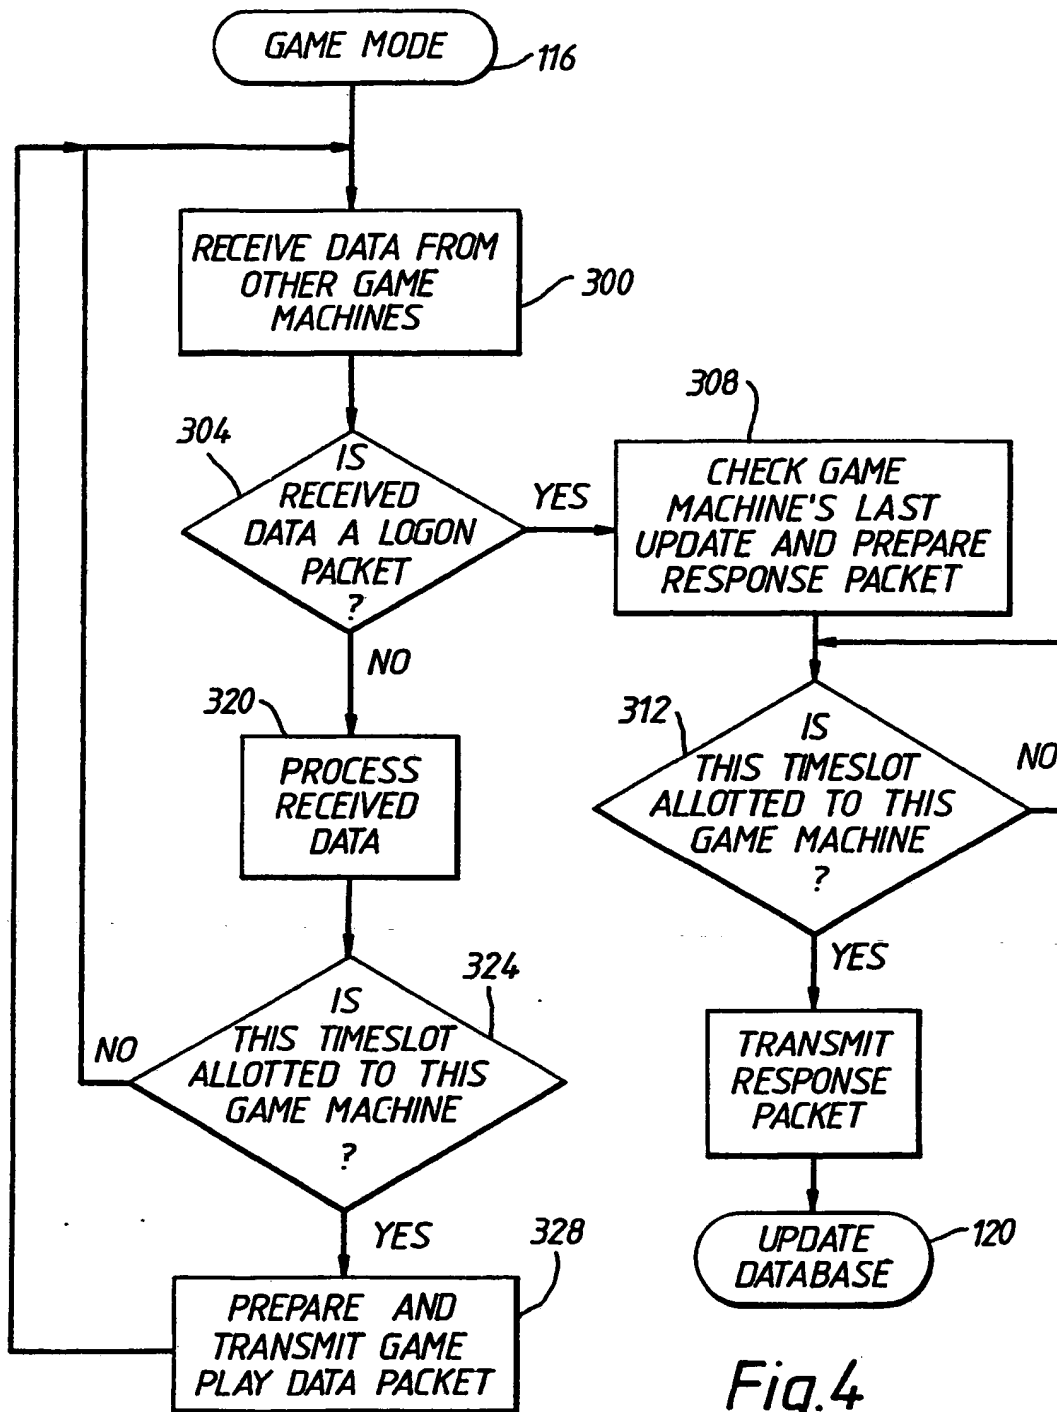 GAME MODE
116
RECEIVE DATA FROM
OTHER GAME
MACHINES
300
304
IS
RECEIVED
DATA A LOGON
PACKET
?
YES
NO
308
CHECK GAME
MACHINE'S LAST
UPDATE AND PREPARE
RESPONSE PACKET
312
IS
THIS TIMESLOT
ALLOTTED TO THIS
GAME MACHINE
?
NO
YES
320
PROCESS
RECEIVED
DATA
324
IS
THIS TIMESLOT
ALLOTTED TO THIS
GAME MACHINE
?
NO
YES
TRANSMIT
RESPONSE
PACKET
UPDATE
DATABASE
120
328
PREPARE AND
TRANSMIT GAME
PLAY DATA PACKET
Fig.4